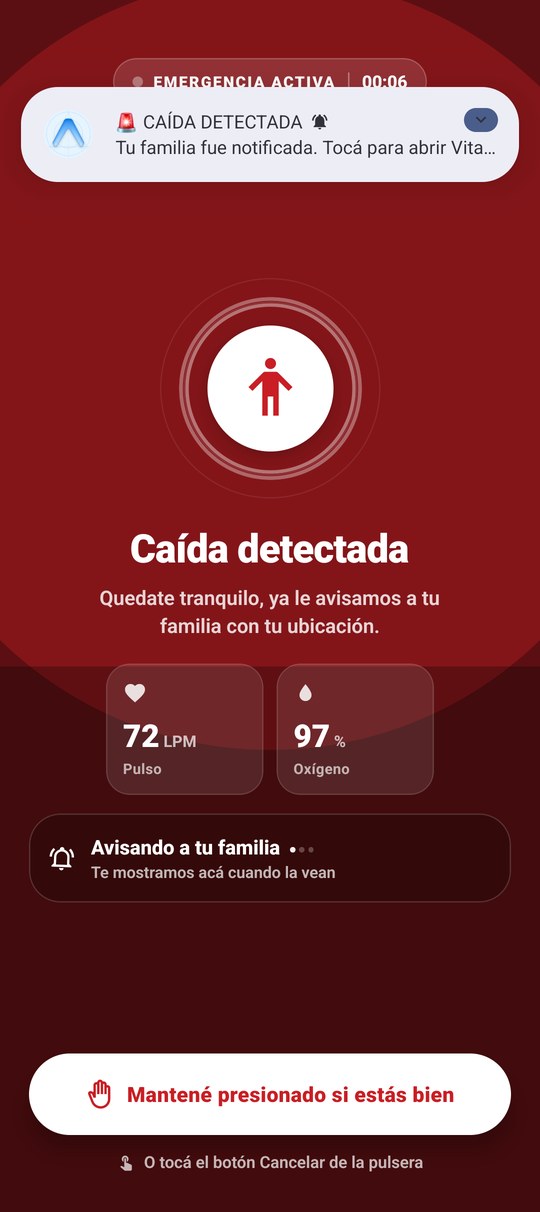 EMERGENCIA ACTIVA | 00:06
🚨 CAÍDA DETECTADA
Tu familia fue notificada. Tocá para abrir Vita…
Caída detectada
Quedate tranquilo, ya le avisamos a tu
familia con tu ubicación.
72 LPM
Pulso
97 %
Oxígeno
Avisando a tu familia
Te mostramos acá cuando la vean
Mantené presionado si estás bien
O tocá el botón Cancelar de la pulsera